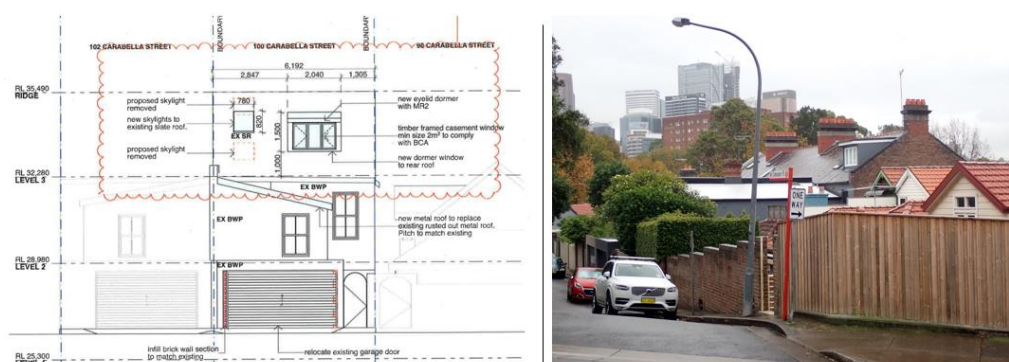 102 CARABELLA STREET
BOUNDARY
100 CARABELLA STREET
BOUNDARY
98 CARABELLA STREET
6,192
2,847
2,040
1,305
RL 35,490
RIDGE
proposed skylight
removed
780
new skylights to
existing slate roof.
820
EX SR
proposed skylight
removed
1,500
1,000
new eyelid dormer
with MR2
timber framed casement window
min size 2m² to comply
with BCA
new dormer window
to rear roof
RL 32,280
LEVEL 3
EX BWP
EX BWP
new metal roof to replace
existing rusted out metal roof.
Pitch to match existing
RL 28,980
LEVEL 2
EX BWP
RL 25,300
infill brick wall section
to match existing
relocate existing garage door
ONE
WAY